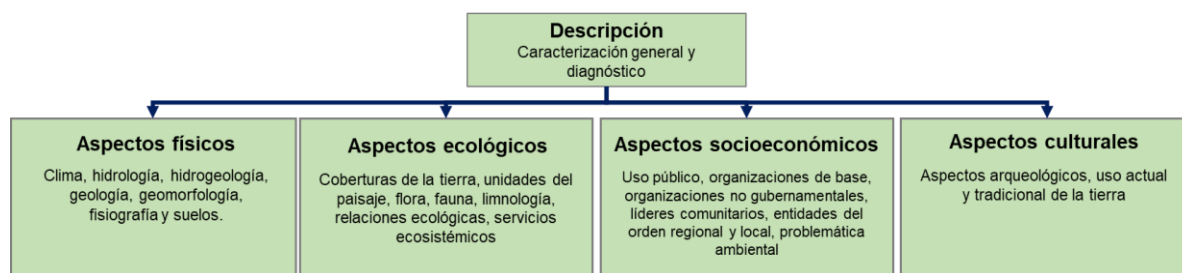 Descripción
Caracterización general y
diagnóstico
Aspectos físicos
Clima, hidrología, hidrogeología,
geología, geomorfología,
fisiografía y suelos.
Aspectos ecológicos
Coberturas de la tierra, unidades del
paisaje, flora, fauna, limnología,
relaciones ecológicas, servicios
ecosistémicos
Aspectos socioeconómicos
Uso público, organizaciones de base,
organizaciones no gubernamentales,
líderes comunitarios, entidades del
orden regional y local, problemática
ambiental
Aspectos culturales
Aspectos arqueológicos, uso actual
y tradicional de la tierra